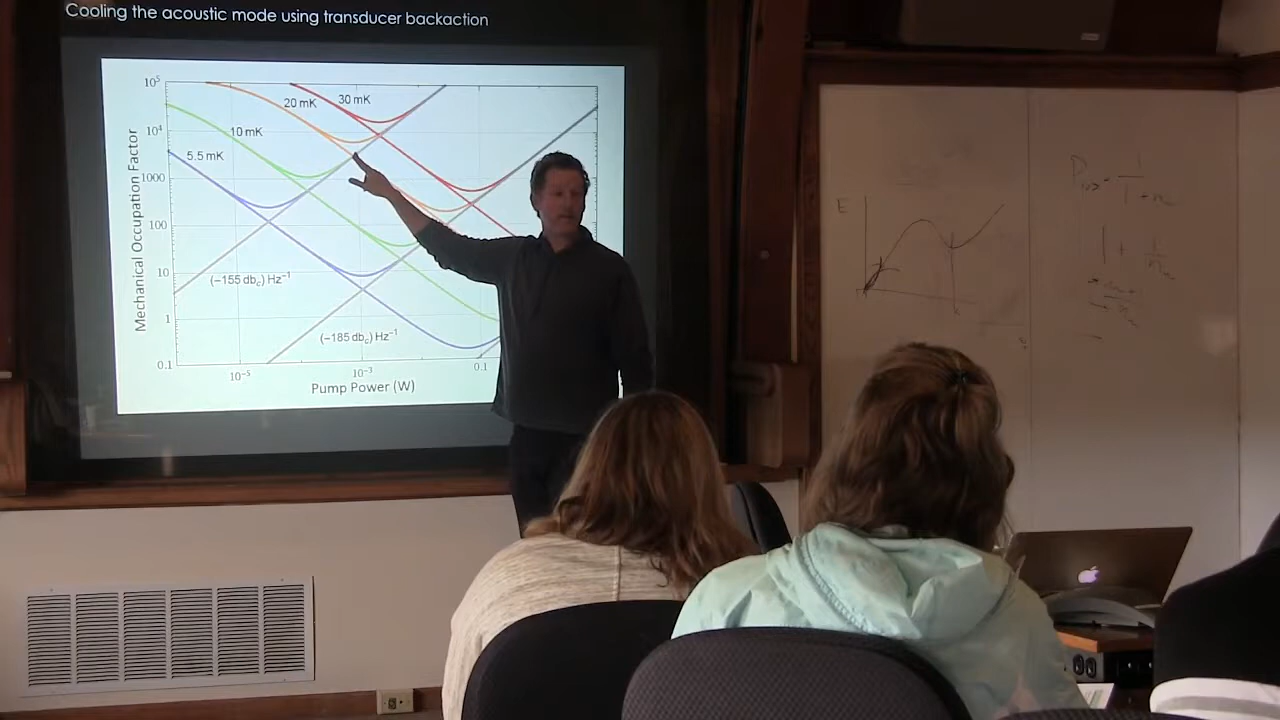 Cooling the acoustic mode using transducer backaction
Mechanical Occupation Factor
10⁵
10⁴
1000
100
10
1
0.1
30 mK
20 mK
10 mK
5.5 mK
(−155 db_c) Hz⁻¹
(−185 db_c) Hz⁻¹
10⁻⁵
10⁻³
0.1
Pump Power (W)
E